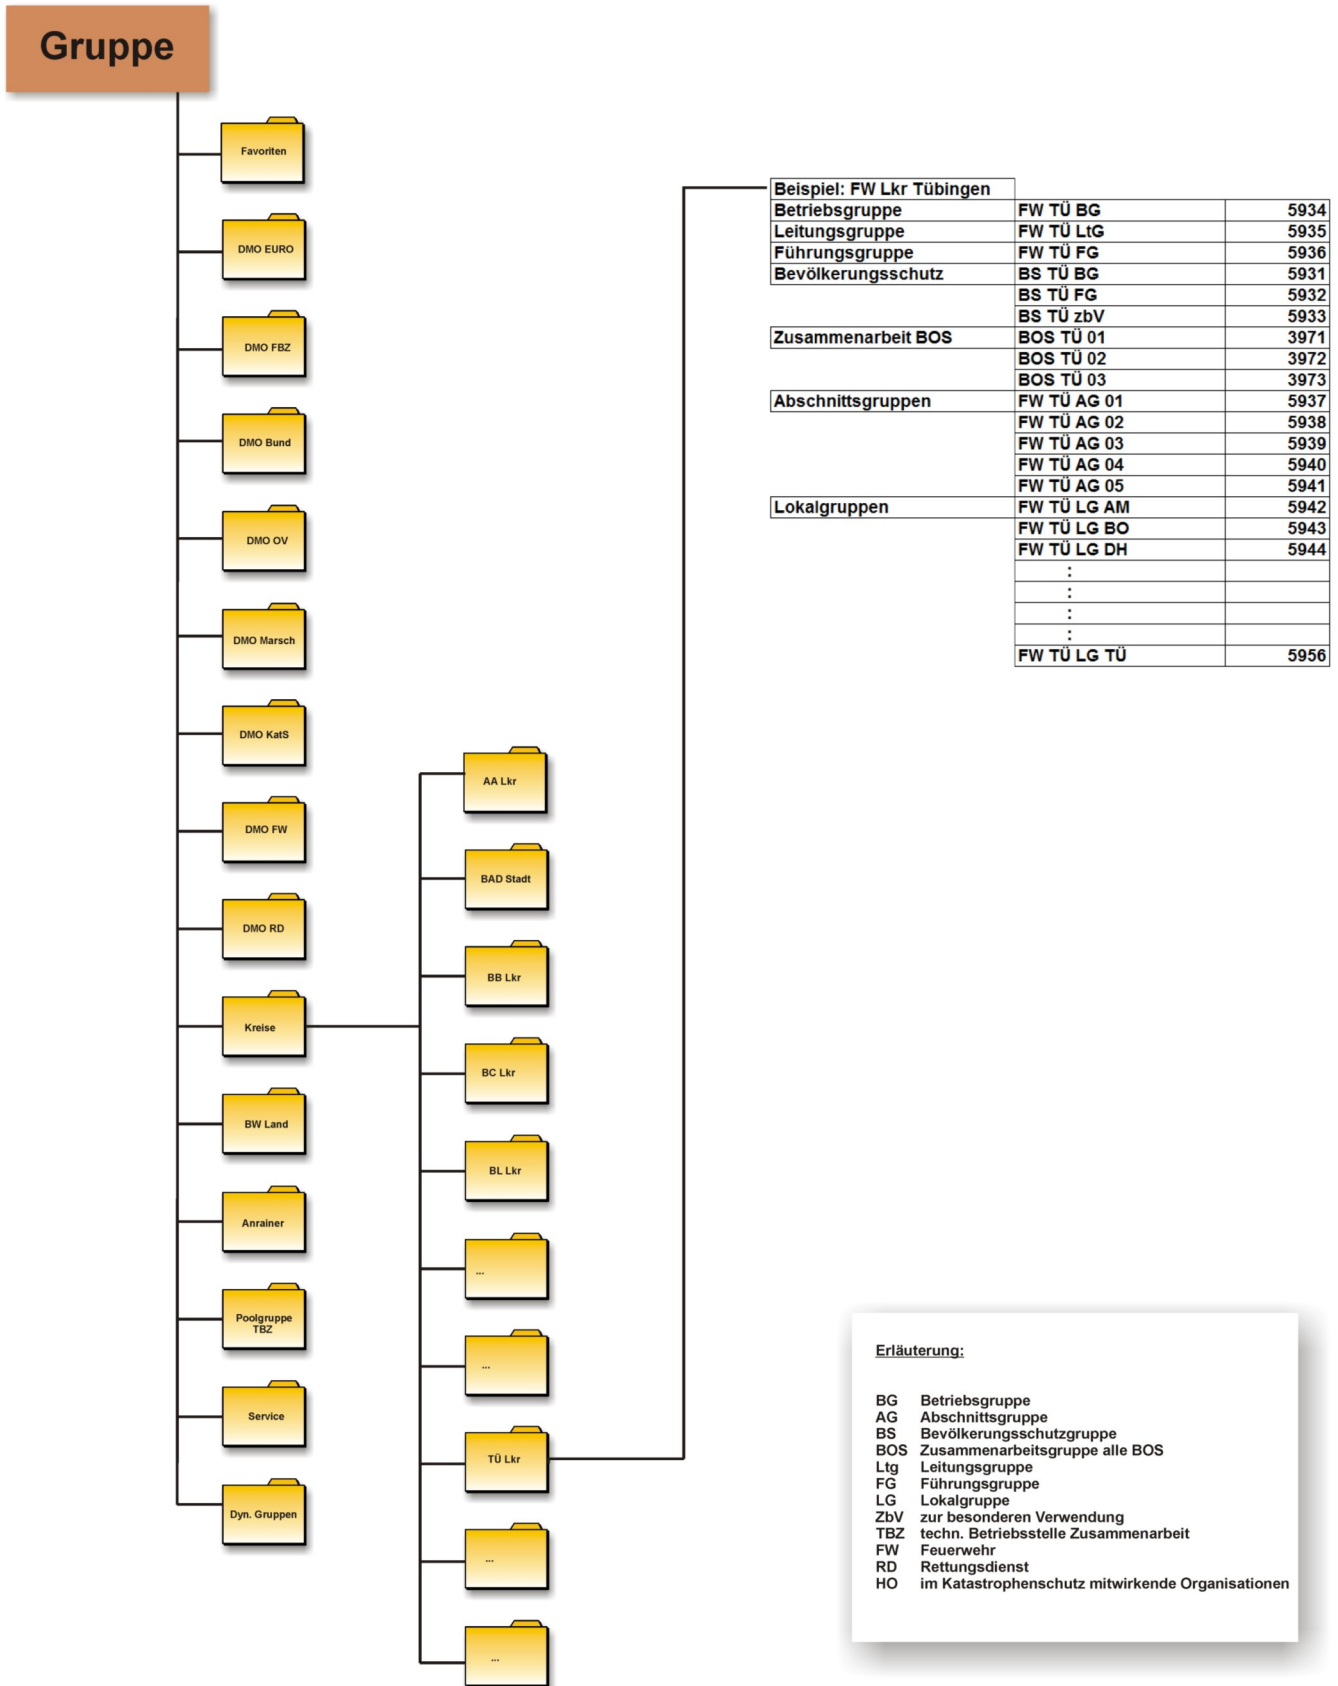 Gruppe
Favoriten
DMO EURO
DMO FBZ
DMO Bund
DMO OV
DMO Marsch
DMO KatS
DMO FW
DMO RD
Kreise
BW Land
Anrainer
Poolgruppe
TBZ
Service
Dyn. Gruppen
AA Lkr
BAD Stadt
BB Lkr
BC Lkr
BL Lkr
...
...
TÜ Lkr
...
...
Beispiel: FW Lkr Tübingen
Betriebsgruppe FW TÜ BG 5934
Leitungsgruppe FW TÜ LtG 5935
Führungsgruppe FW TÜ FG 5936
Bevölkerungsschutz BS TÜ BG 5931
BS TÜ FG 5932
BS TÜ zbV 5933
Zusammenarbeit BOS BOS TÜ 01 3971
BOS TÜ 02 3972
BOS TÜ 03 3973
Abschnittsgruppen FW TÜ AG 01 5937
FW TÜ AG 02 5938
FW TÜ AG 03 5939
FW TÜ AG 04 5940
FW TÜ AG 05 5941
Lokalgruppen FW TÜ LG AM 5942
FW TÜ LG BO 5943
FW TÜ LG DH 5944
:
:
:
:
FW TÜ LG TÜ 5956
Erläuterung:
BG Betriebsgruppe
AG Abschnittsgruppe
BS Bevölkerungsschutzgruppe
BOS Zusammenarbeitsgruppe alle BOS
Ltg Leitungsgruppe
FG Führungsgruppe
LG Lokalgruppe
ZbV zur besonderen Verwendung
TBZ techn. Betriebsstelle Zusammenarbeit
FW Feuerwehr
RD Rettungsdienst
HO im Katastrophenschutz mitwirkende Organisationen